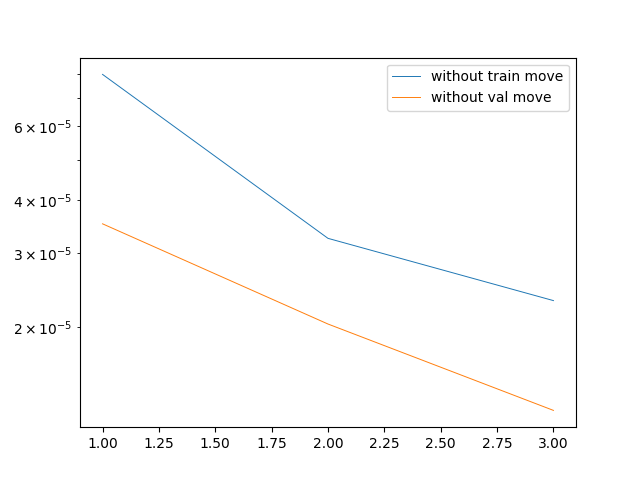 without train move
without val move
6 × 10⁻⁵
4 × 10⁻⁵
3 × 10⁻⁵
2 × 10⁻⁵
1.00 1.25 1.50 1.75 2.00 2.25 2.50 2.75 3.00